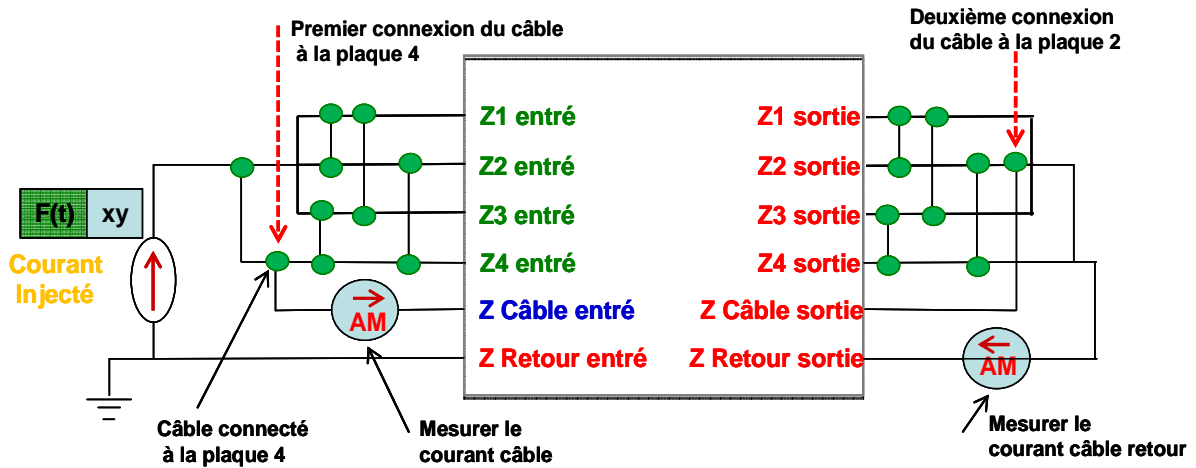 Premier connexion du câble
à la plaque 4
Deuxième connexion
du câble à la plaque 2
Z1 entré
Z1 sortie
Z2 entré
Z2 sortie
F(t) xy
Z3 entré
Z3 sortie
Courant
Injecté
Z4 entré
Z4 sortie
AM
Z Câble entré
Z Câble sortie
Z Retour entré
Z Retour sortie
AM
Câble connecté
à la plaque 4
Mesurer le
courant câble
Mesurer le
courant câble retour